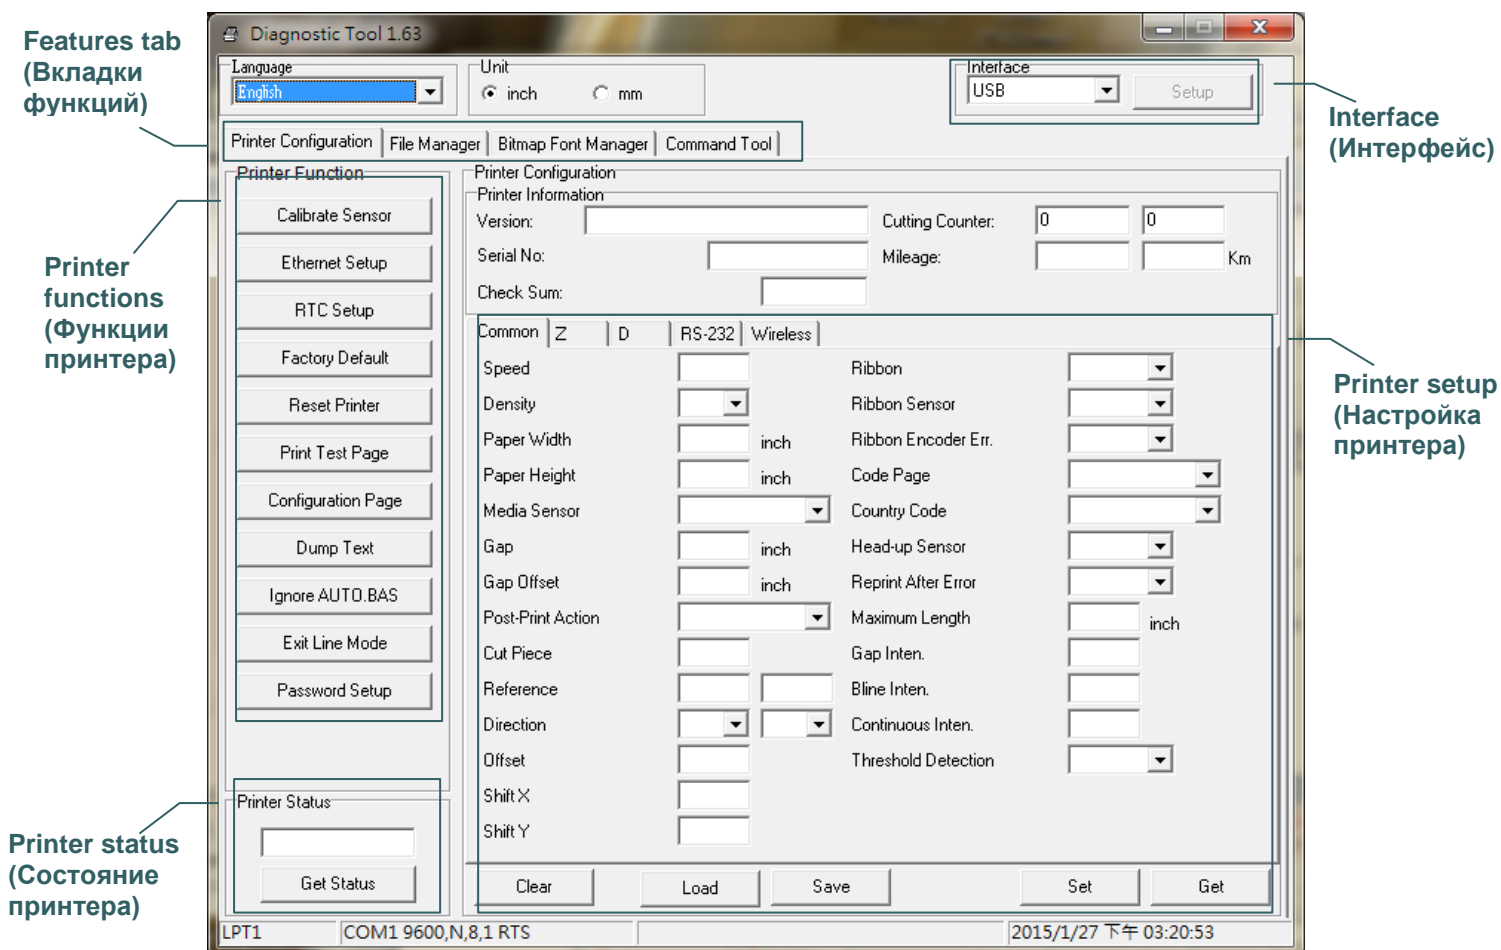 Features tab
(Вкладки
функций)
Diagnostic Tool 1.63
Language
English
Unit
inch
mm
Interface
USB
Setup
Interface
(Интерфейс)
Printer Configuration
File Manager
Bitmap Font Manager
Command Tool
Printer Function
Calibrate Sensor
Ethernet Setup
RTC Setup
Factory Default
Reset Printer
Print Test Page
Configuration Page
Dump Text
Ignore AUTO.BAS
Exit Line Mode
Password Setup
Printer
functions
(Функции
принтера)
Printer Configuration
Printer Information
Version:
Cutting Counter: 0 0
Serial No:
Mileage: Km
Check Sum:
Common Z D RS-232 Wireless
Speed
Ribbon
Density
Ribbon Sensor
Paper Width inch
Ribbon Encoder Err.
Paper Height inch
Code Page
Media Sensor
Country Code
Gap inch
Head-up Sensor
Gap Offset inch
Reprint After Error
Post-Print Action
Maximum Length inch
Cut Piece
Gap Inten.
Reference
Bline Inten.
Direction
Continuous Inten.
Offset
Threshold Detection
Shift X
Shift Y
Printer setup
(Настройка
принтера)
Printer Status
Get Status
Printer status
(Состояние
принтера)
Clear
Load
Save
Set
Get
LPT1
COM1 9600,N,8,1 RTS
2015/1/27 下午 03:20:53